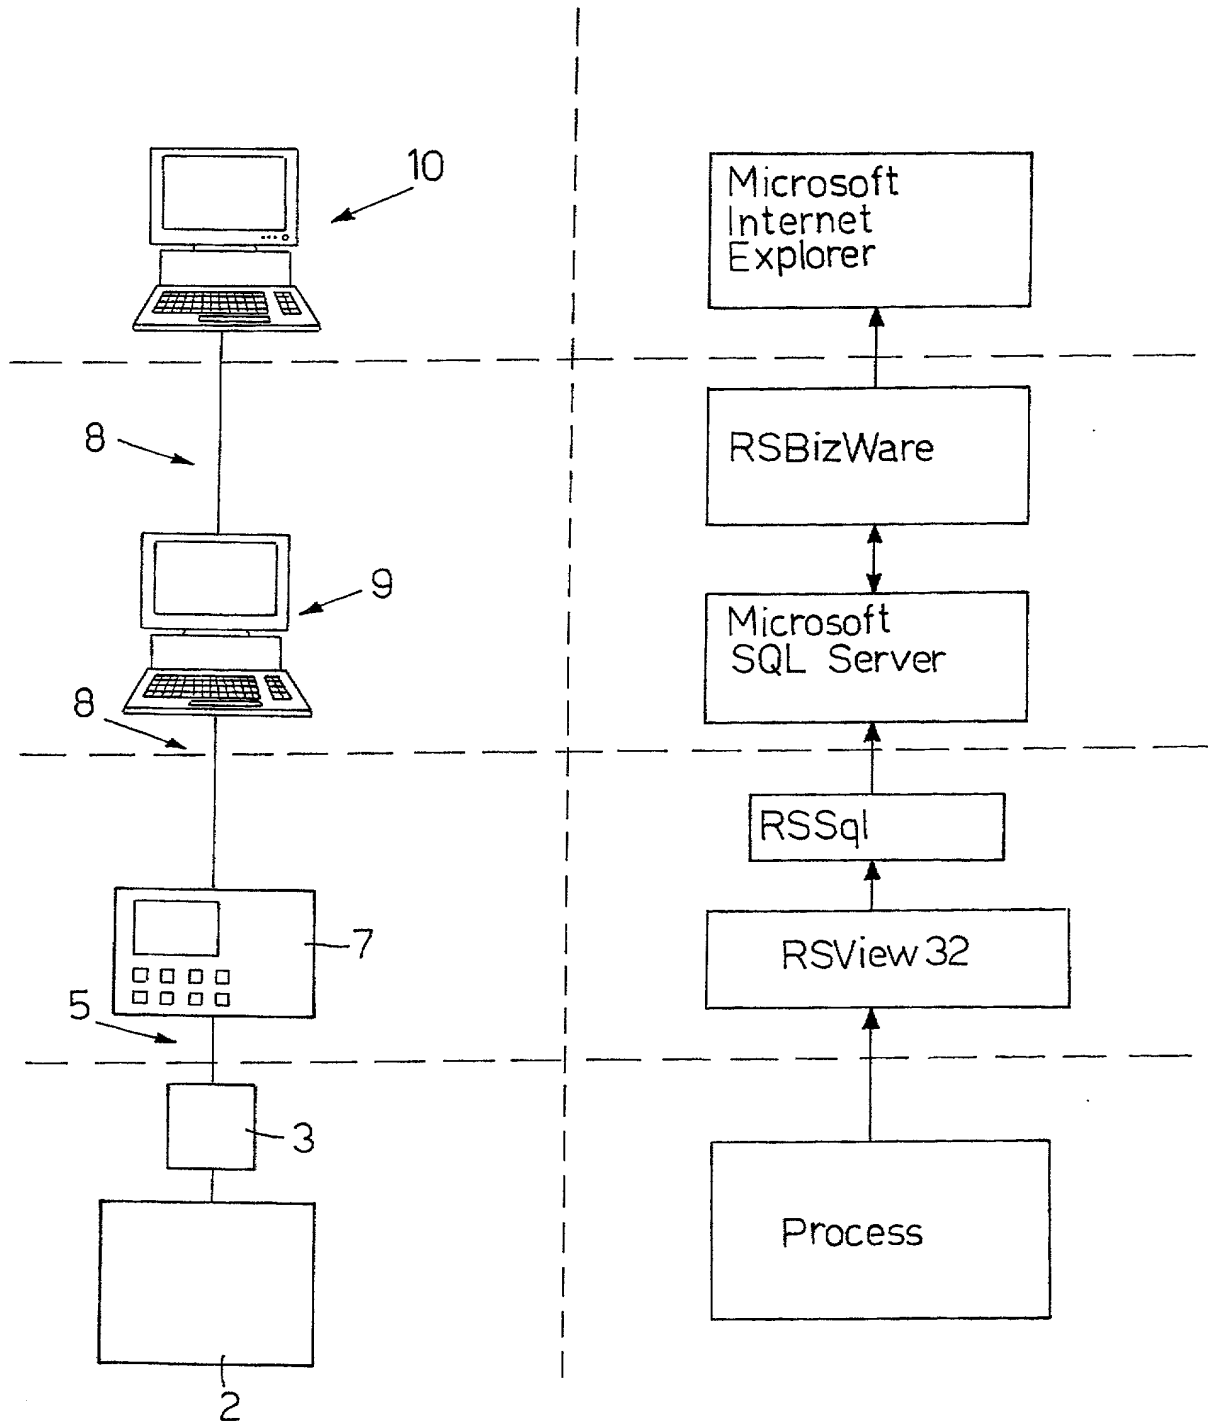 10
Microsoft
Internet
Explorer
8
RSBizWare
9
Microsoft
SQL Server
8
RSSql
7
RSView 32
5
3
Process
2